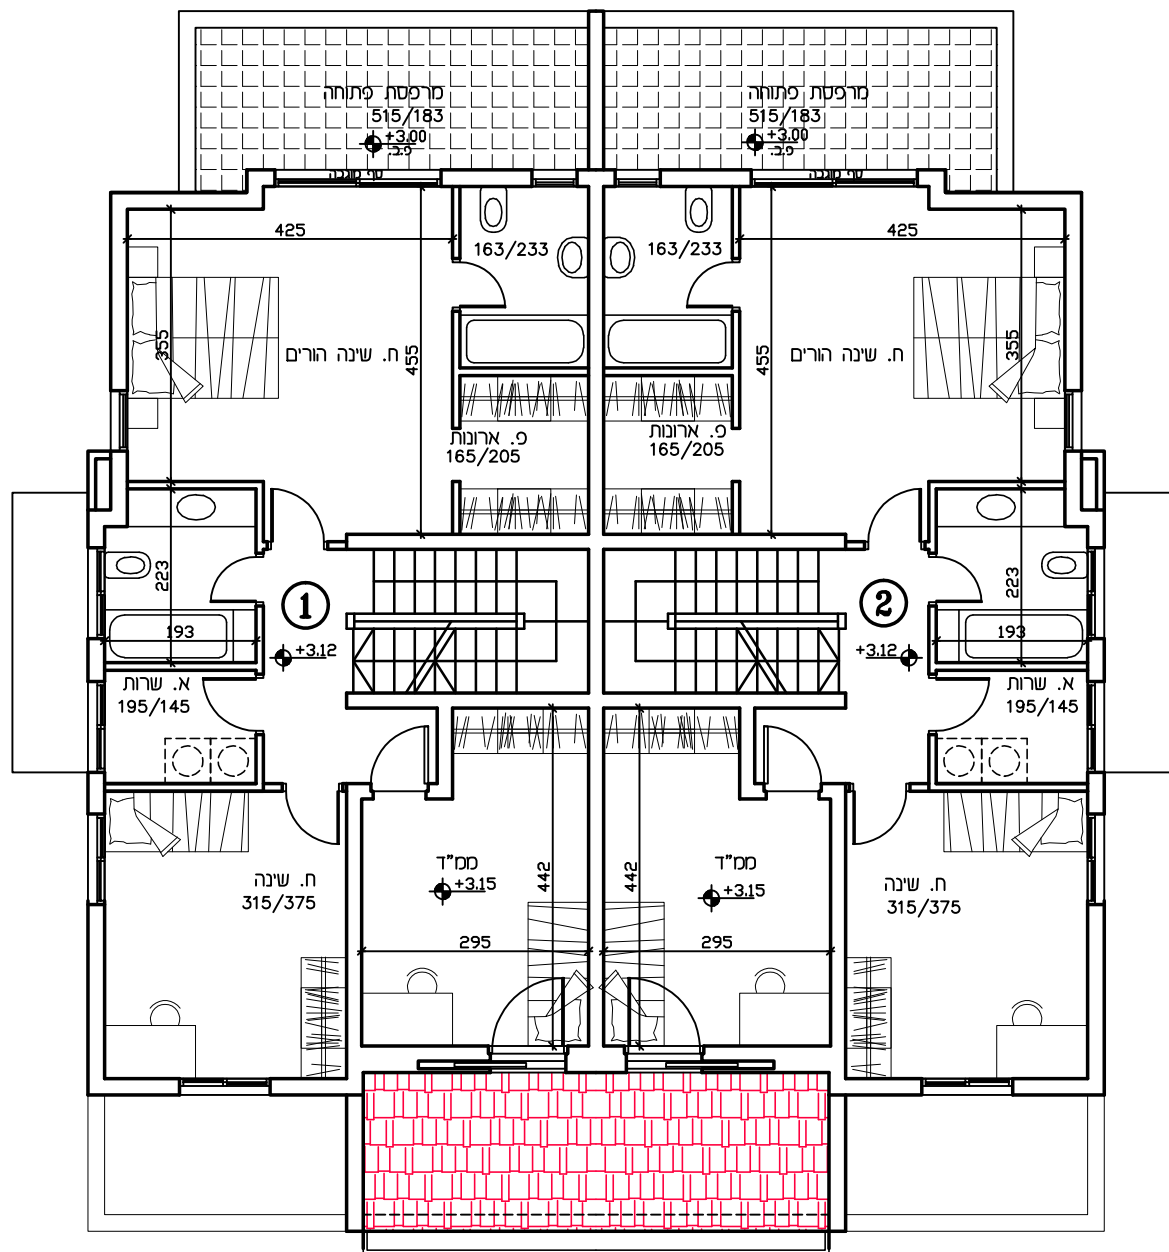 מרפסת פתוחה
515/183
+3.00
פ.ב.
מרפסת פתוחה
515/183
+3.00
פ.ב.
425
163/233
163/233
425
355
ח. שינה הורים
455
455
ח. שינה הורים
355
פ. ארונות
165/205
פ. ארונות
165/205
223
1
2
223
193
+3.12
+3.12
193
א. שרות
195/145
א. שרות
195/145
ממ"ד
+3.15
442
442
ממ"ד
+3.15
ח. שינה
315/375
ח. שינה
315/375
295
295